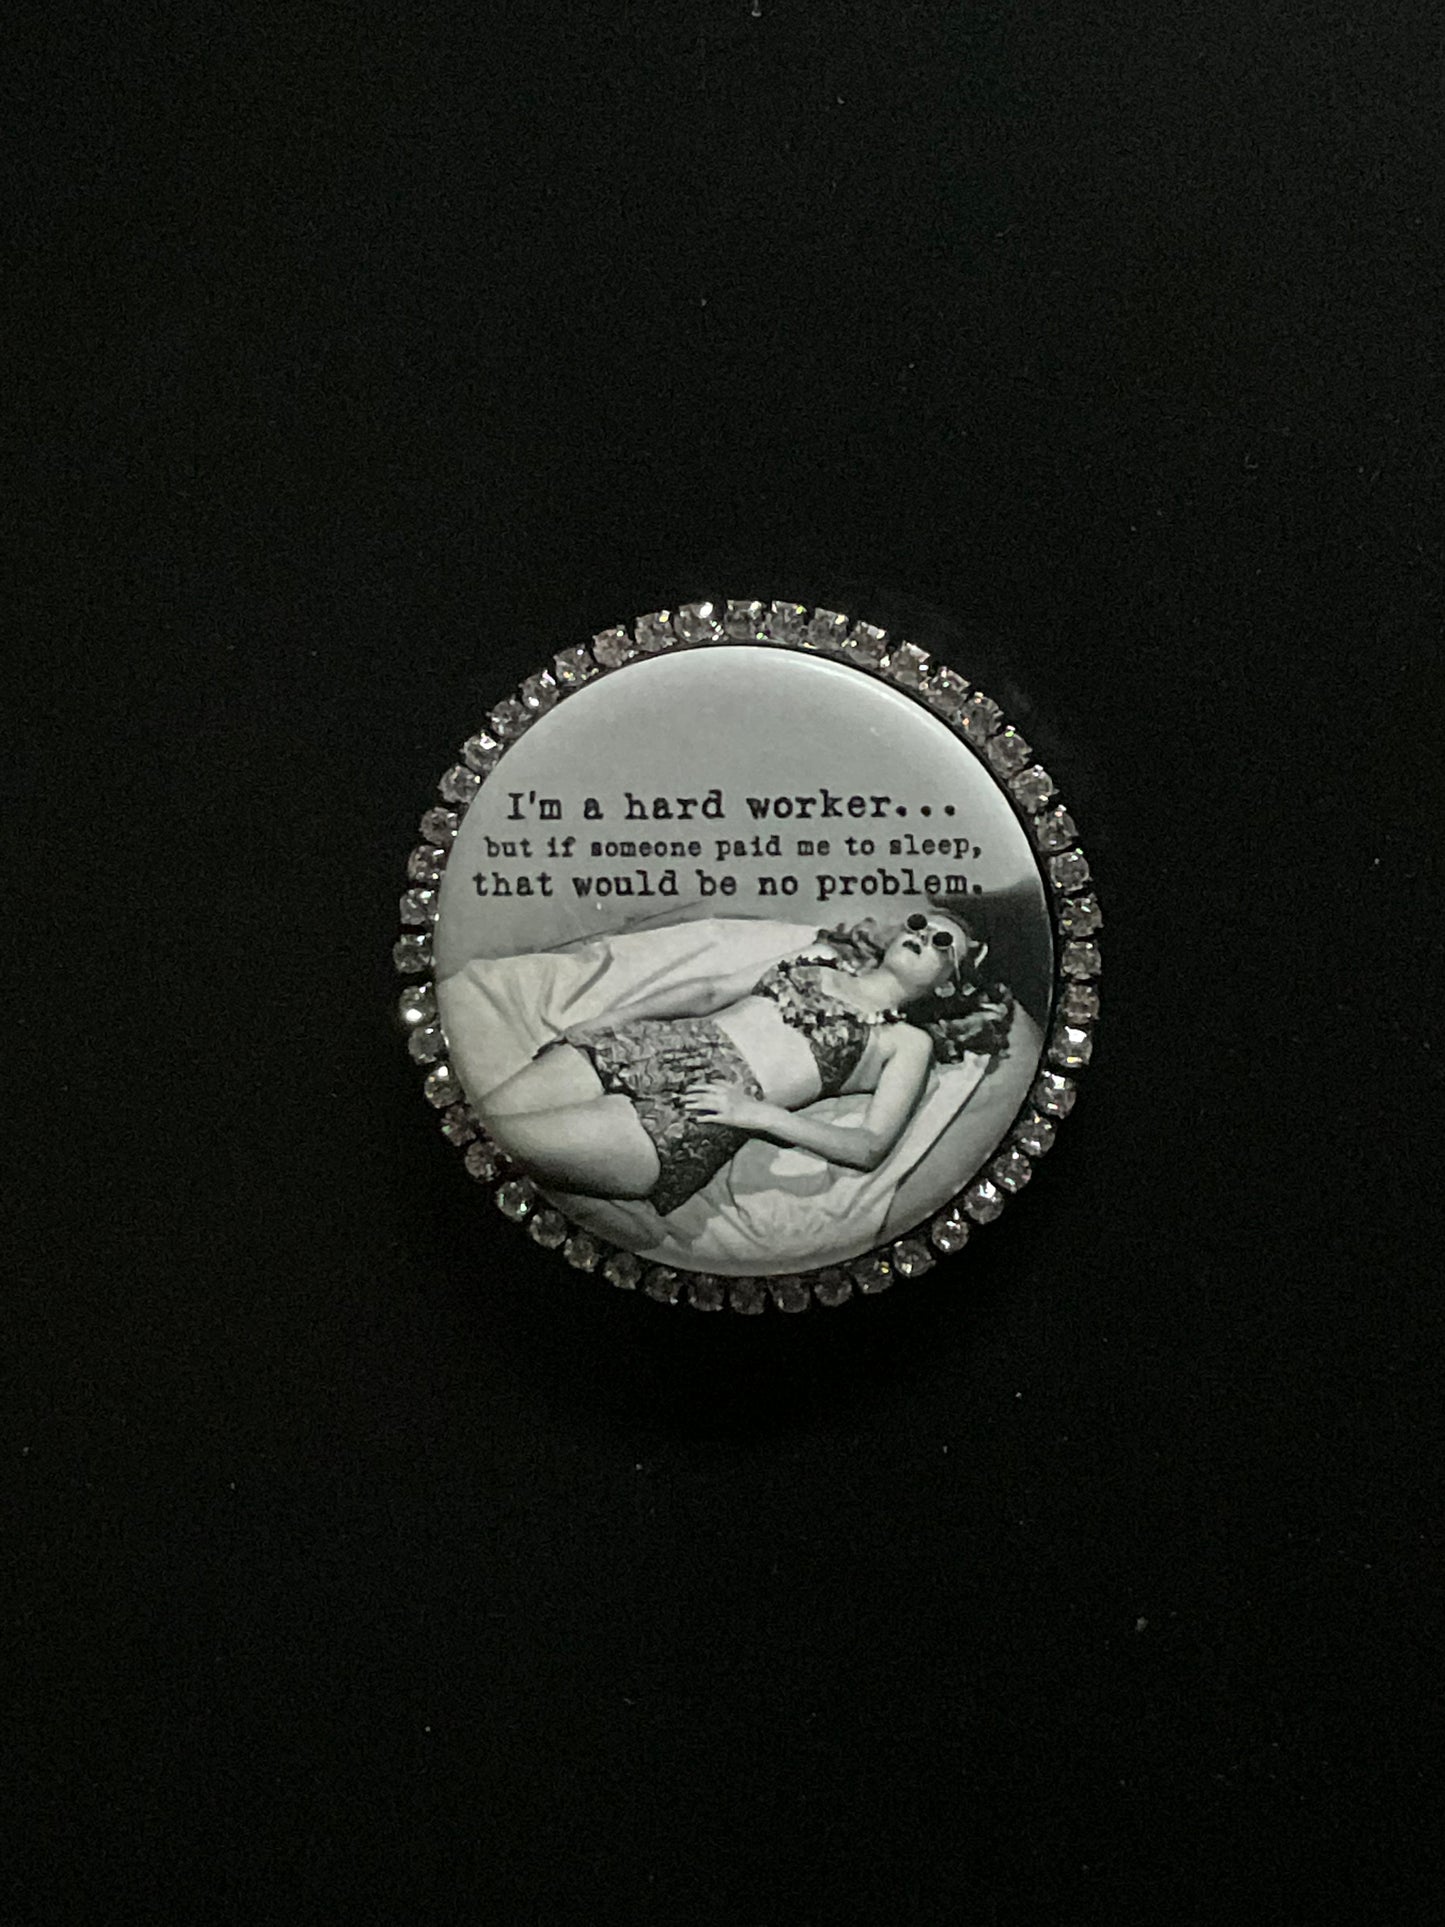 I'm a hard worker...
but if someone paid me to sleep,
that would be no problem.